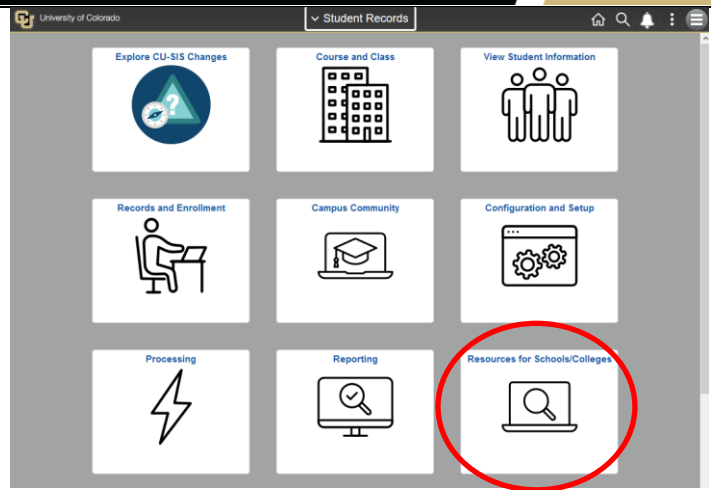 University of Colorado
Student Records
Explore CU-SIS Changes
Course and Class
View Student Information
?
Records and Enrollment
Campus Community
Configuration and Setup
Processing
Reporting
Resources for Schools/Colleges